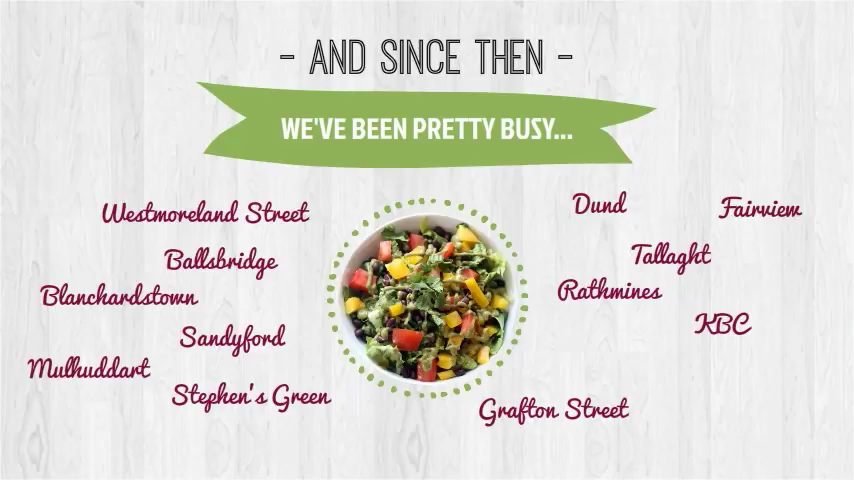 - AND SINCE THEN -
WE'VE BEEN PRETTY BUSY...
Westmoreland Street
Ballsbridge
Blanchardstown
Sandyford
Mulhuddart
Stephen's Green
Dund
Fairview
Tallaght
Rathmines
KBC
Grafton Street